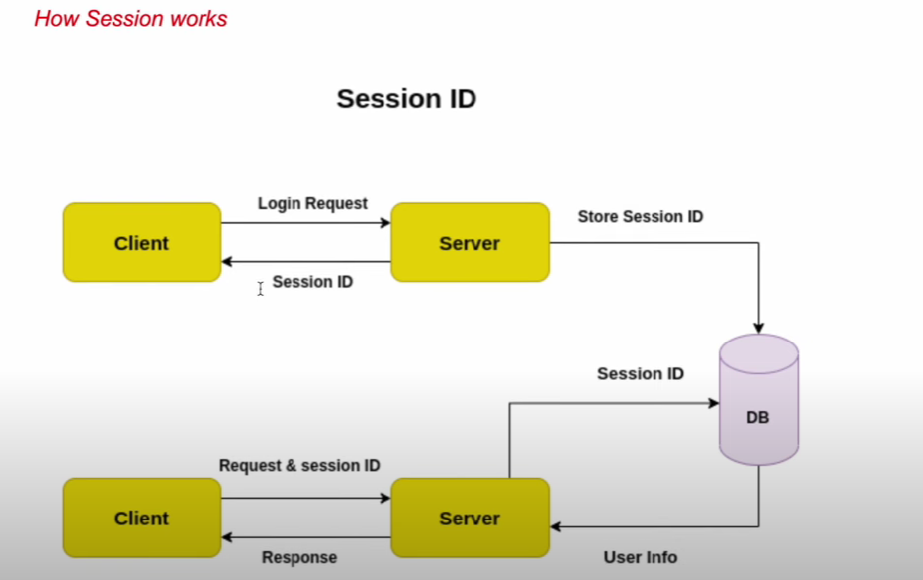 How Session works
Session ID
Login Request
Store Session ID
Client
Server
Session ID
Session ID
DB
Request & session ID
Client
Server
Response
User Info